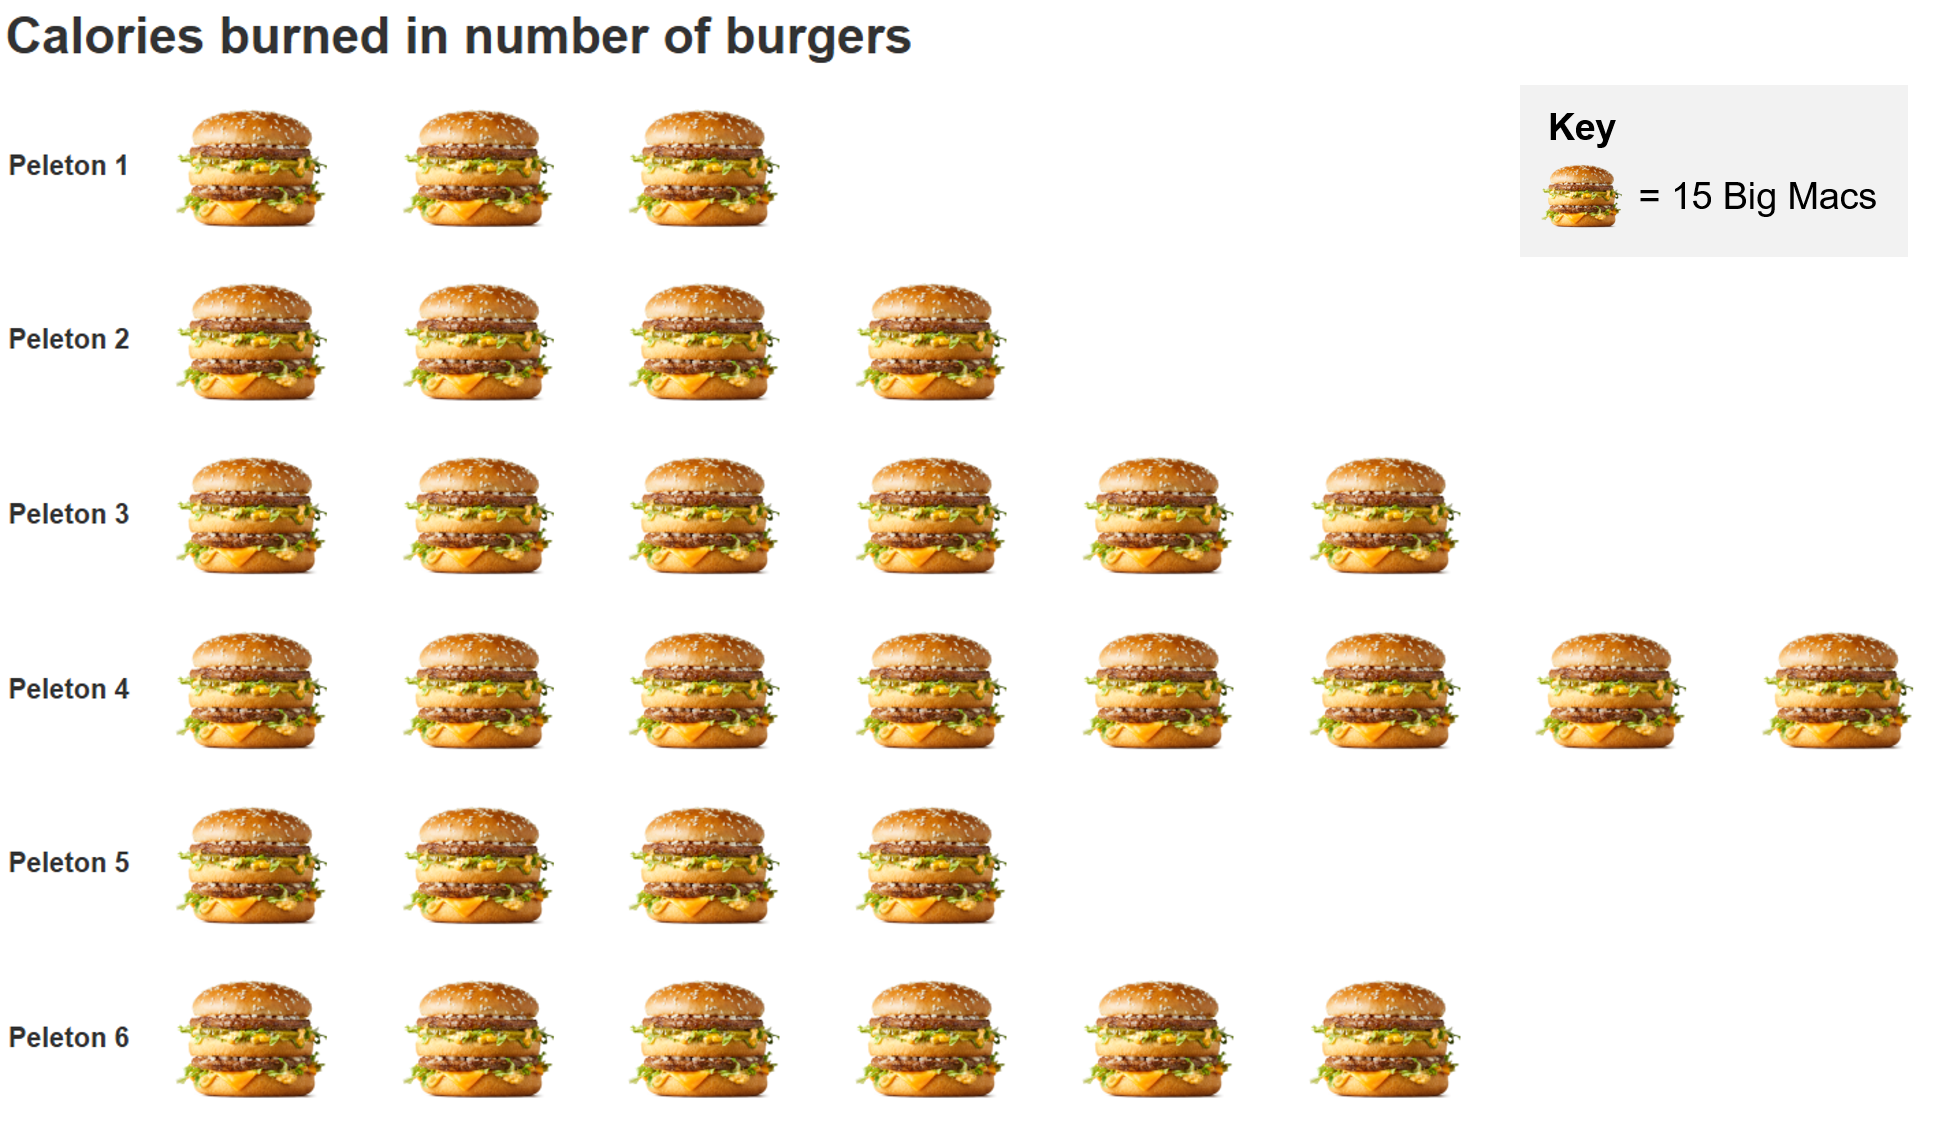 Calories burned in number of burgers
Key
= 15 Big Macs
Peleton 1
Peleton 2
Peleton 3
Peleton 4
Peleton 5
Peleton 6